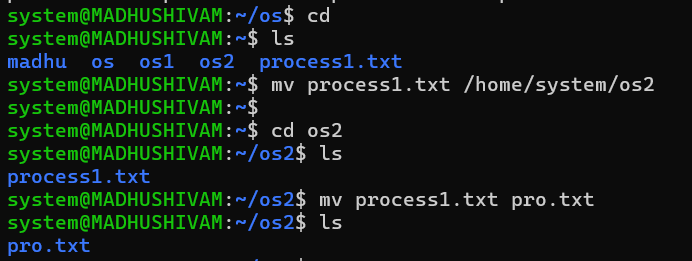 system@MADHUSHIVAM:~/os$ cd
system@MADHUSHIVAM:~$ ls
madhu  os  os1  os2  process1.txt
system@MADHUSHIVAM:~$ mv process1.txt /home/system/os2
system@MADHUSHIVAM:~$
system@MADHUSHIVAM:~$ cd os2
system@MADHUSHIVAM:~/os2$ ls
process1.txt
system@MADHUSHIVAM:~/os2$ mv process1.txt pro.txt
system@MADHUSHIVAM:~/os2$ ls
pro.txt